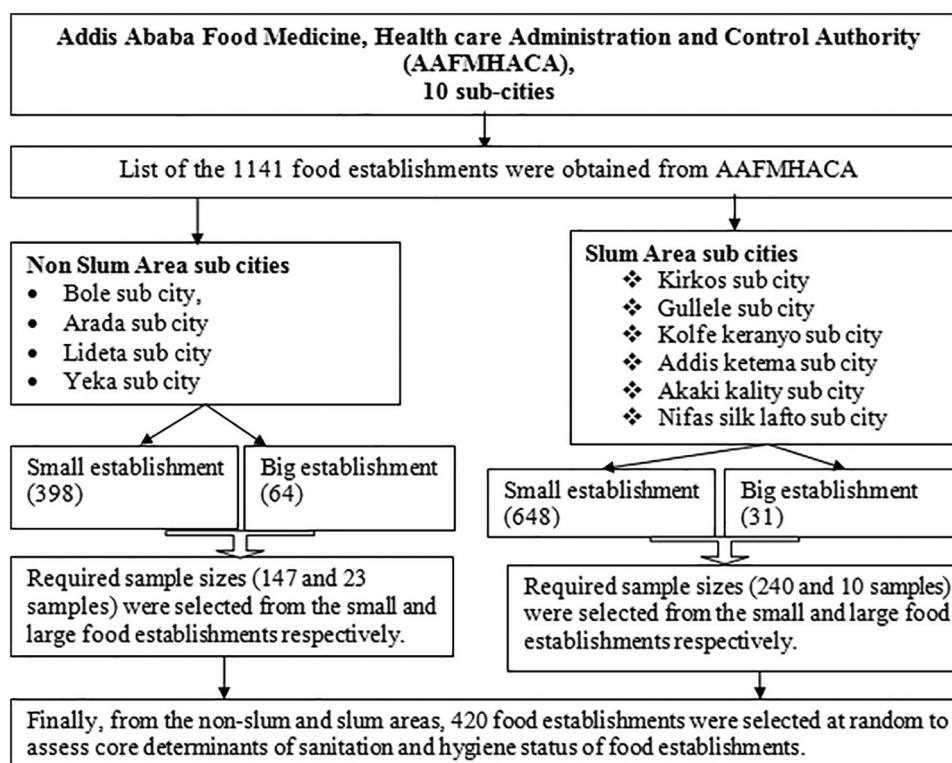 Addis Ababa Food Medicine, Health care Administration and Control Authority
(AAFMHACA),
10 sub-cities
List of the 1141 food establishments were obtained from AAFMHACA
Non Slum Area sub cities
• Bole sub city,
• Arada sub city
• Lideta sub city
• Yeka sub city
Slum Area sub cities
❖ Kirkos sub city
❖ Gullele sub city
❖ Kolfe keranyo sub city
❖ Addis ketema sub city
❖ Akaki kality sub city
❖ Nifas silk lafto sub city
Small establishment
(398)
Big establishment
(64)
Small establishment
(648)
Big establishment
(31)
Required sample sizes (147 and 23
samples) were selected from the small and
large food establishments respectively.
Required sample sizes (240 and 10 samples)
were selected from the small and large food
establishments respectively.
Finally, from the non-slum and slum areas, 420 food establishments were selected at random to
assess core determinants of sanitation and hygiene status of food establishments.